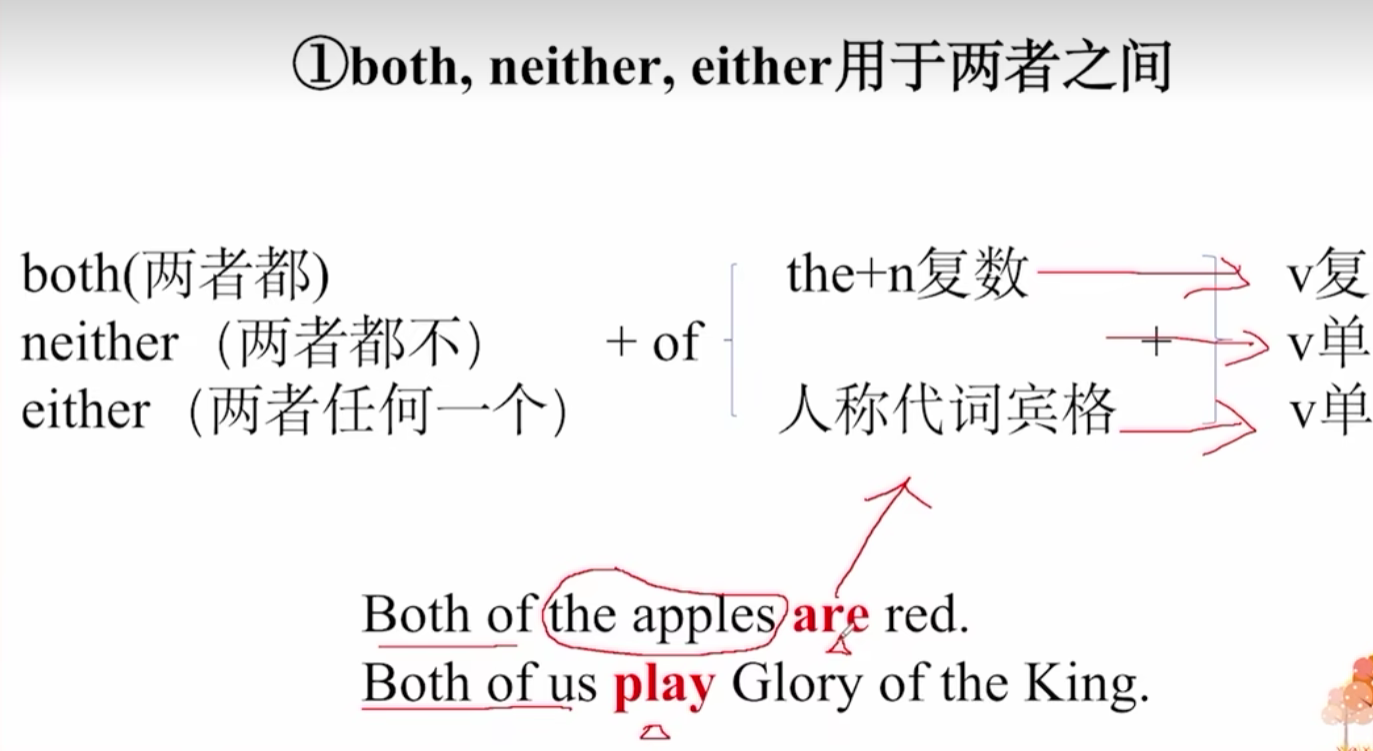 ①both, neither, either用于两者之间
both(两者都) the+n复数 v复
neither（两者都不） + of + v单
either（两者任何一个） 人称代词宾格 v单
Both of the apples are red.
Both of us play Glory of the King.